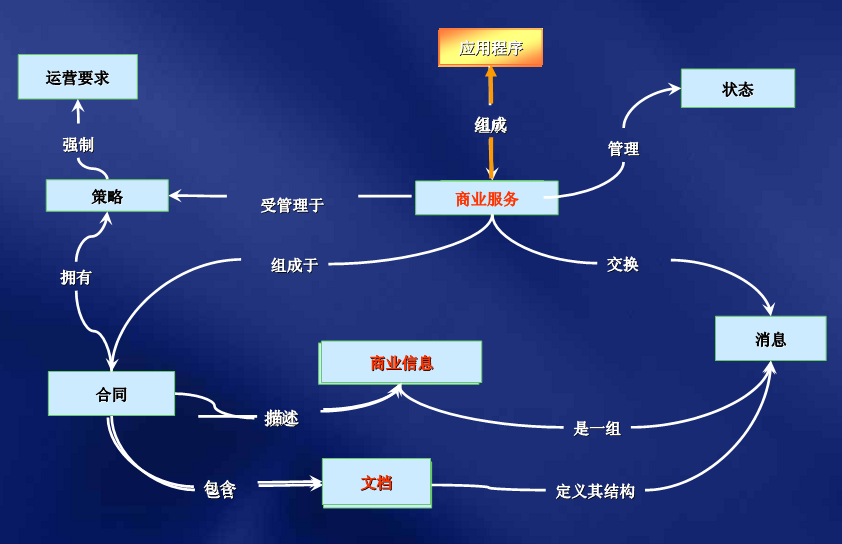 应用程序
运营要求
状态
组成
强制
管理
策略
受管理于
商业服务
组成于
交换
拥有
消息
商业信息
合同
描述
是一组
文档
包含
定义其结构